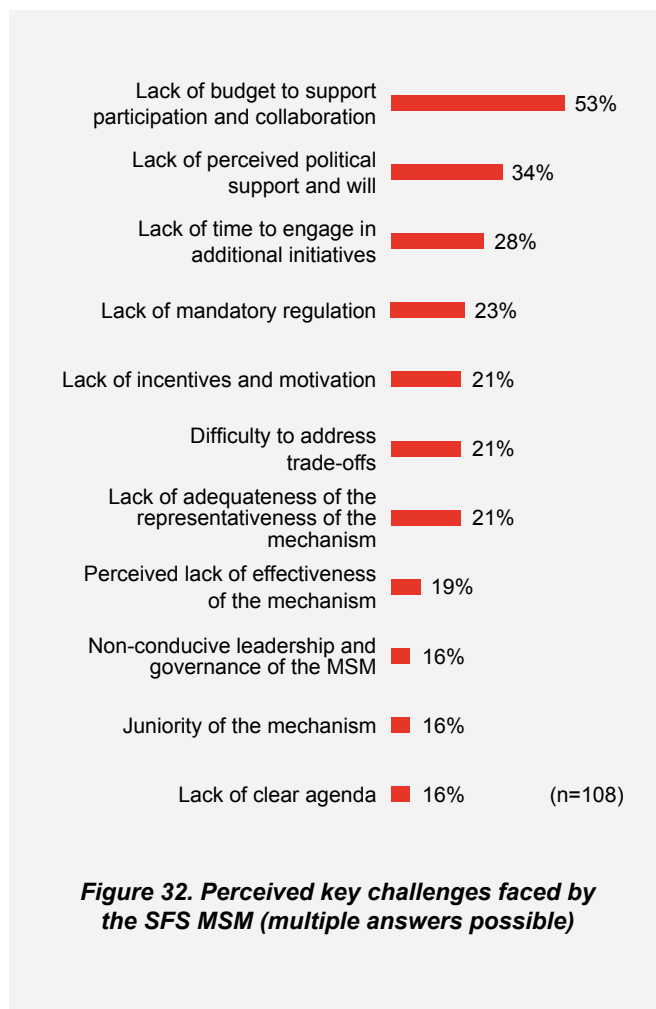 Lack of budget to support
participation and collaboration
53%
Lack of perceived political
support and will
34%
Lack of time to engage in
additional initiatives
28%
Lack of mandatory regulation
23%
Lack of incentives and motivation
21%
Difficulty to address
trade-offs
21%
Lack of adequateness of the
representativeness of the
mechanism
21%
Perceived lack of effectiveness
of the mechanism
19%
Non-conducive leadership and
governance of the MSM
16%
Juniority of the mechanism
16%
Lack of clear agenda
16%
(n=108)
Figure 32. Perceived key challenges faced by
the SFS MSM (multiple answers possible)